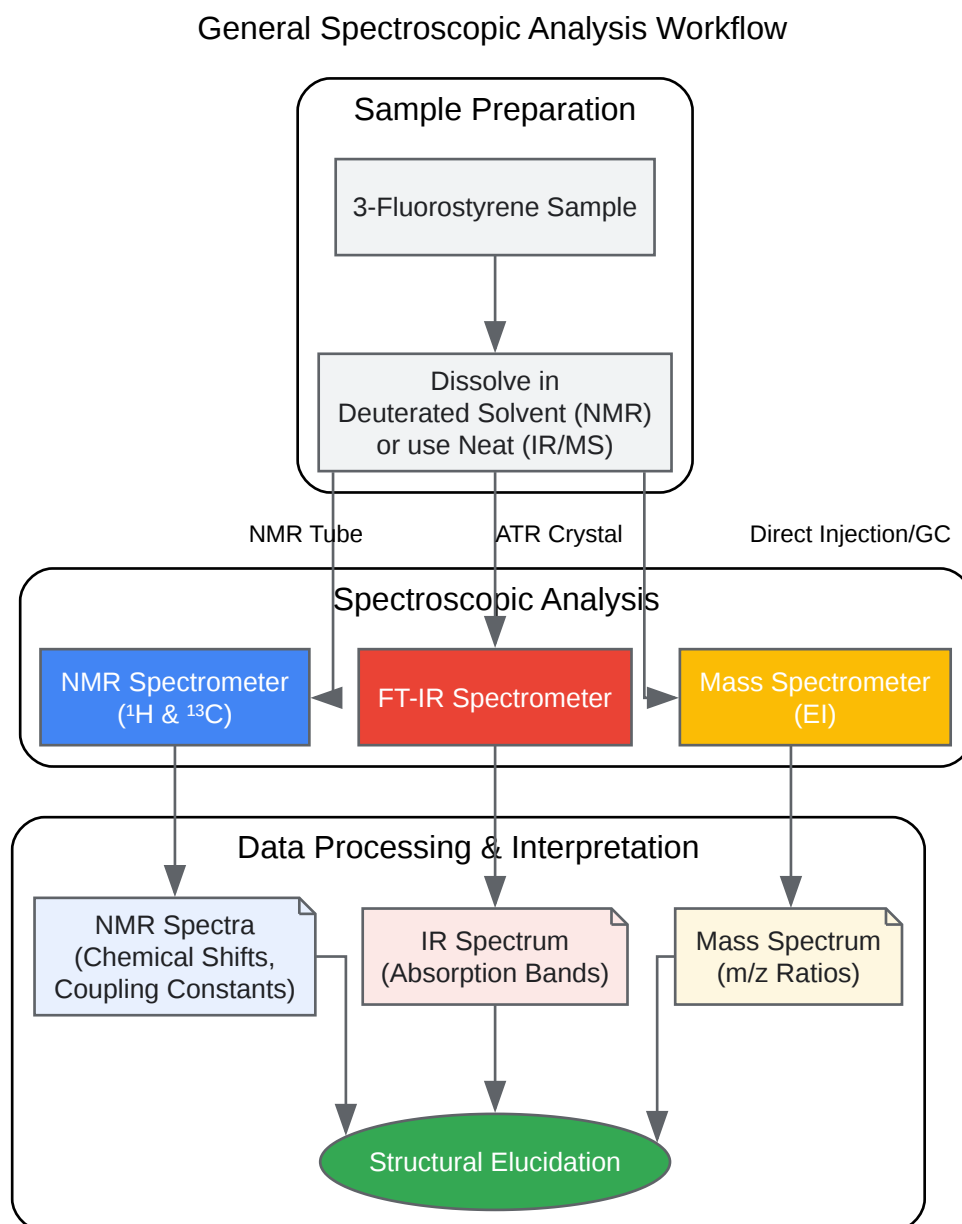 General Spectroscopic Analysis Workflow
Sample Preparation
3-Fluorostyrene Sample
Dissolve in
Deuterated Solvent (NMR)
or use Neat (IR/MS)
NMR Tube
ATR Crystal
Direct Injection/GC
Spectroscopic Analysis
NMR Spectrometer
(¹H & ¹³C)
FT-IR Spectrometer
Mass Spectrometer
(EI)
Data Processing & Interpretation
NMR Spectra
(Chemical Shifts,
Coupling Constants)
IR Spectrum
(Absorption Bands)
Mass Spectrum
(m/z Ratios)
Structural Elucidation